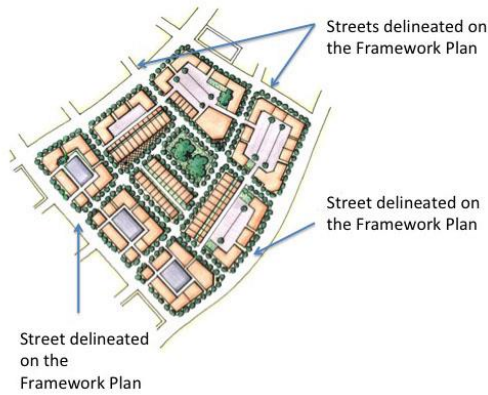 Streets delineated on
the Framework Plan
Street delineated on
the Framework Plan
Street delineated
on the
Framework Plan